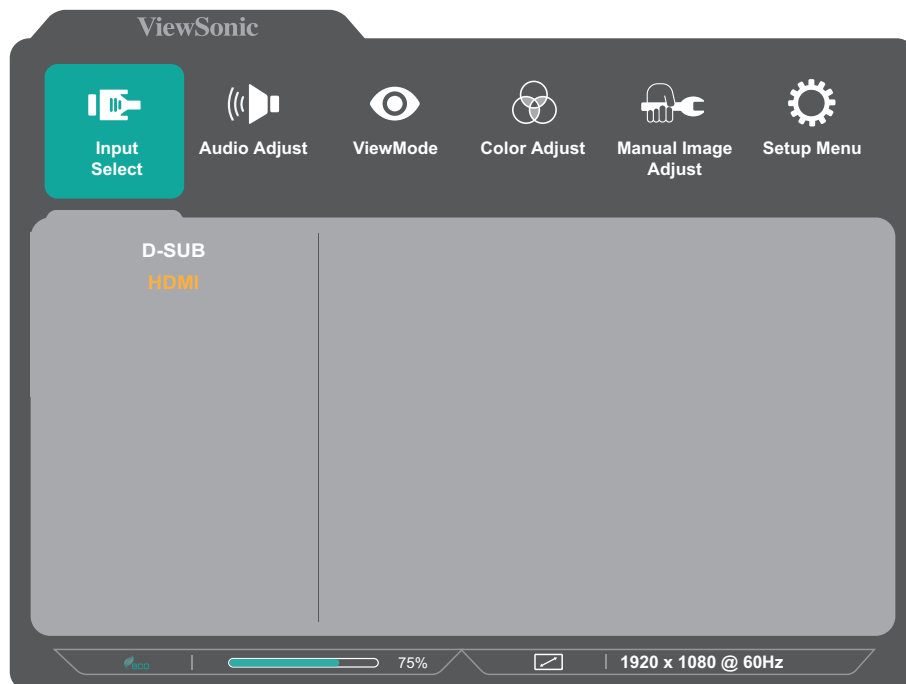 ViewSonic
Input
Select
Audio Adjust
ViewMode
Color Adjust
Manual Image
Adjust
Setup Menu
D-SUB
HDMI
ECO
75%
1920 x 1080 @ 60Hz